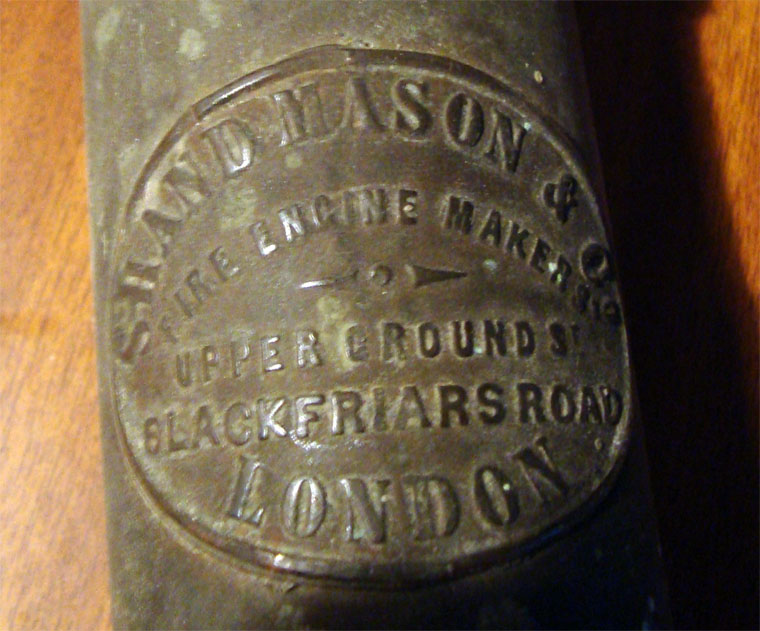 SHAND MASON & Co
FIRE ENGINE MAKERS
UPPER GROUND St
BLACKFRIARS ROAD
LONDON